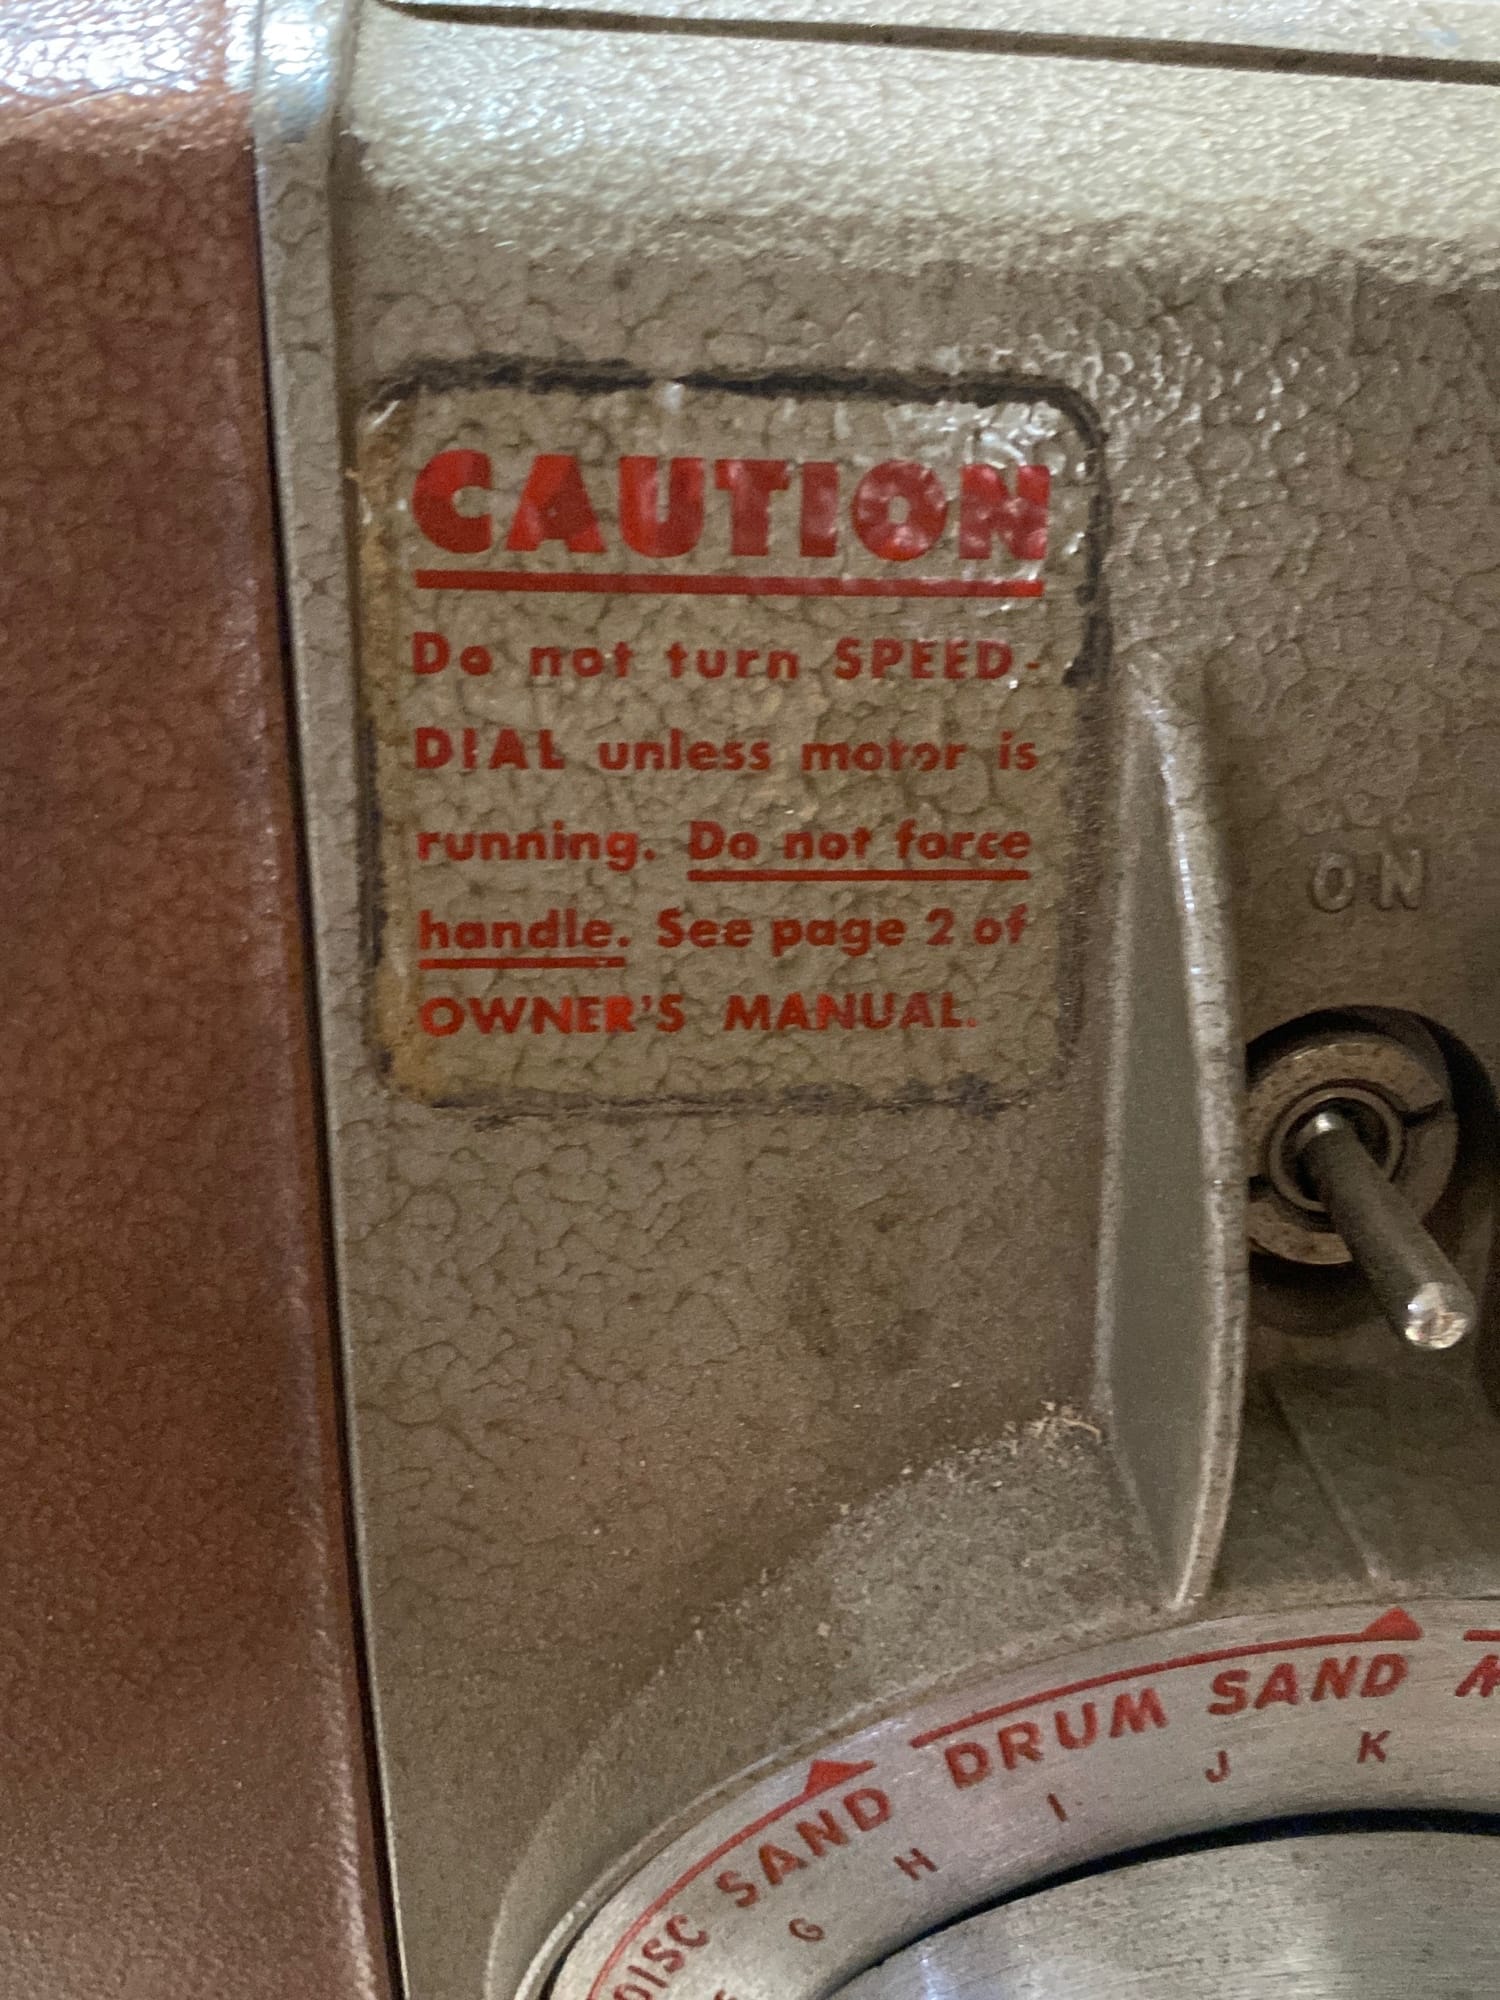 CAUTION
Do not turn SPEED-
DIAL unless motor is
running. Do not force
handle. See page 2 of
OWNER'S MANUAL.
ON
DISC SAND DRUM SAND
G H I J K